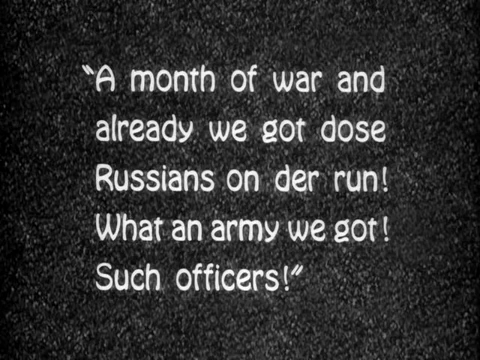 “A month of war and
already we got dose
Russians on der run!
What an army we got!
Such officers!”